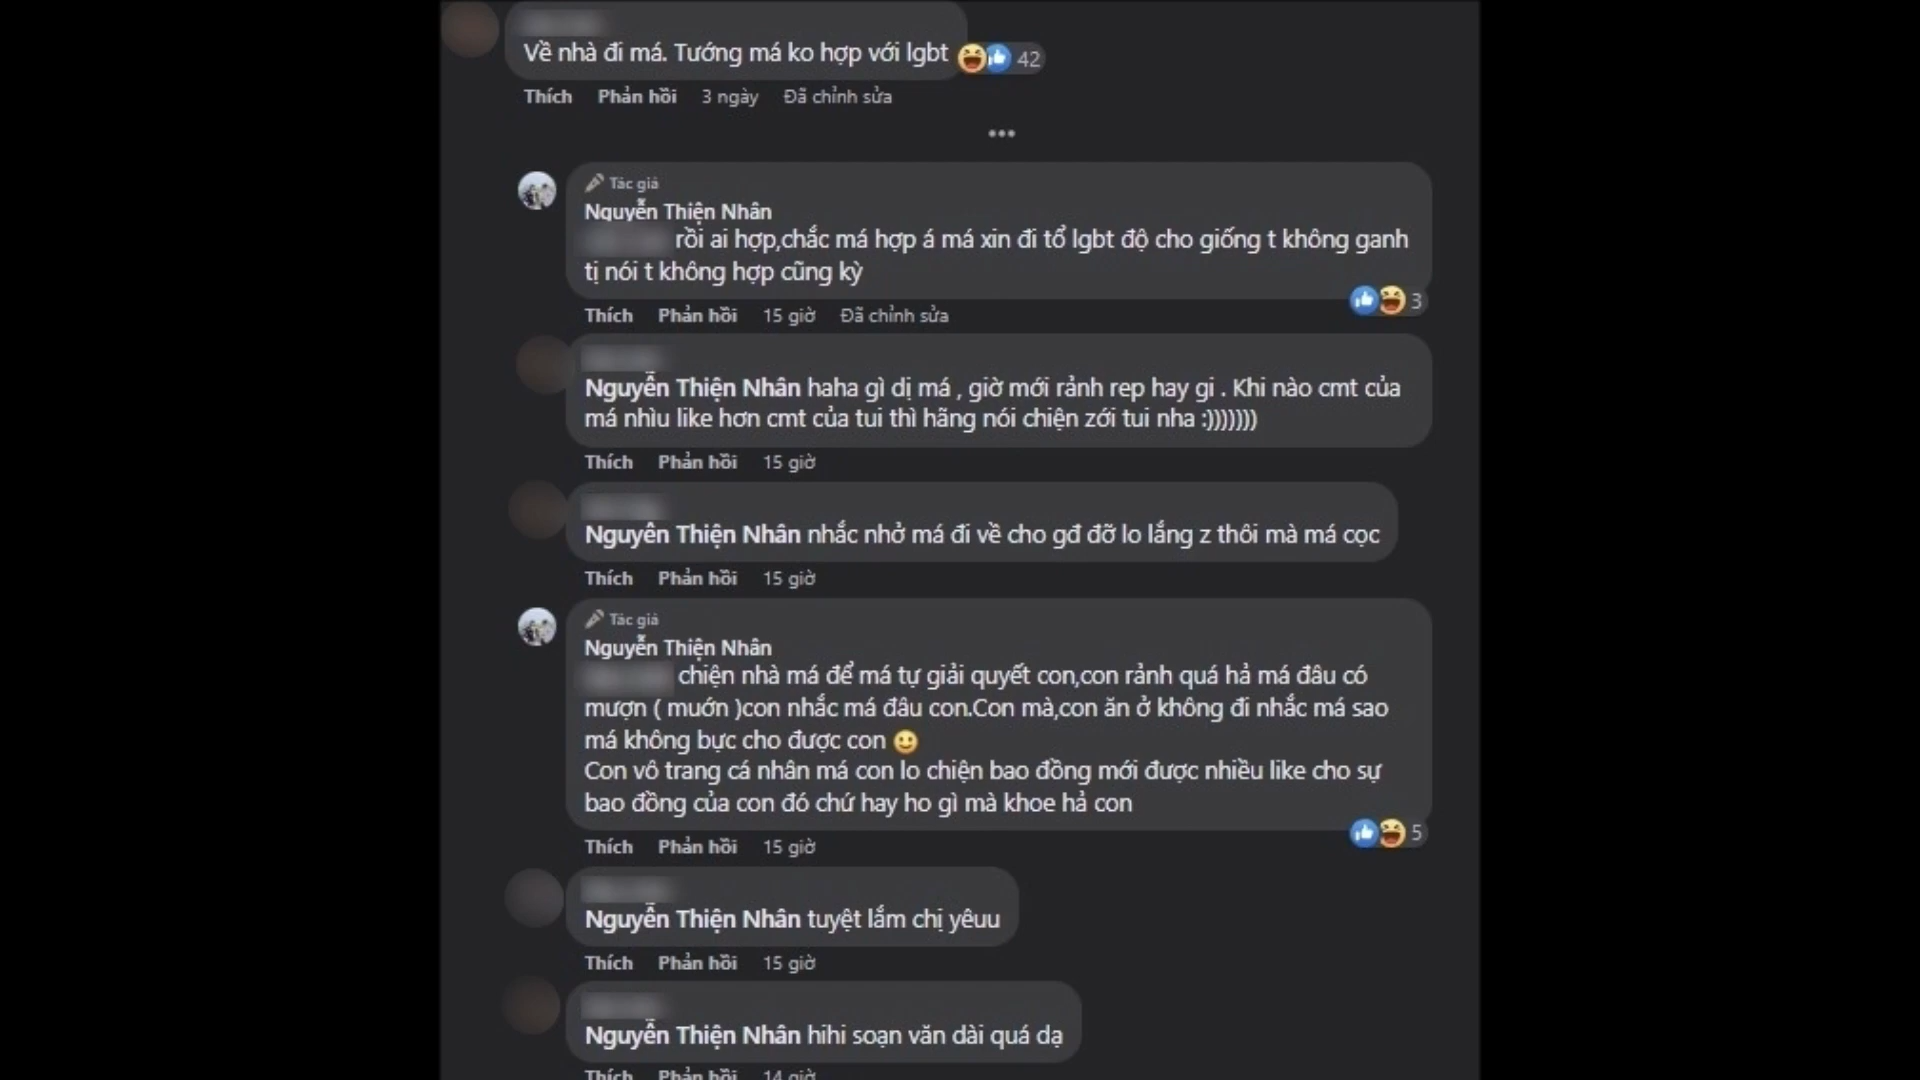 Về nhà đi má. Tướng má ko hợp với lgbt
42
Thích Phản hồi 3 ngày Đã chỉnh sửa
Tác giả
Nguyễn Thiện Nhân
rồi ai hợp,chắc má hợp á má xin đi tổ lgbt độ cho giống t không ganh
tị nói t không hợp cũng kỳ
3
Thích Phản hồi 15 giờ Đã chỉnh sửa
Nguyễn Thiện Nhân haha gì dị má , giờ mới rảnh rep hay gi . Khi nào cmt của
má nhìu like hơn cmt của tui thì hãng nói chiện zới tui nha :)))))))
Thích Phản hồi 15 giờ
Nguyễn Thiện Nhân nhắc nhở má đi về cho gđ đỡ lo lắng z thôi mà má cọc
Thích Phản hồi 15 giờ
Tác giả
Nguyễn Thiện Nhân
chiện nhà má để má tự giải quyết con,con rảnh quá hả má đâu có
mượn ( muớn )con nhắc má đâu con.Con mà,con ăn ở không đi nhắc má sao
má không bực cho được con 🙂
Con vô trang cá nhân má con lo chiện bao đồng mới được nhiều like cho sự
bao đồng của con đó chứ hay ho gì mà khoe hả con
5
Thích Phản hồi 15 giờ
Nguyễn Thiện Nhân tuyệt lắm chị yêuu
Thích Phản hồi 15 giờ
Nguyễn Thiện Nhân hihi soạn văn dài quá dạ
Thích Phản hồi 14 giờ